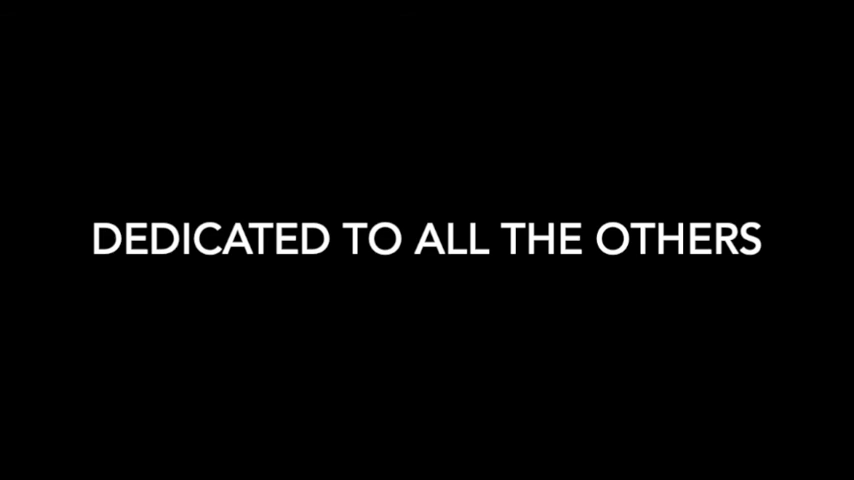 DEDICATED TO ALL THE OTHERS